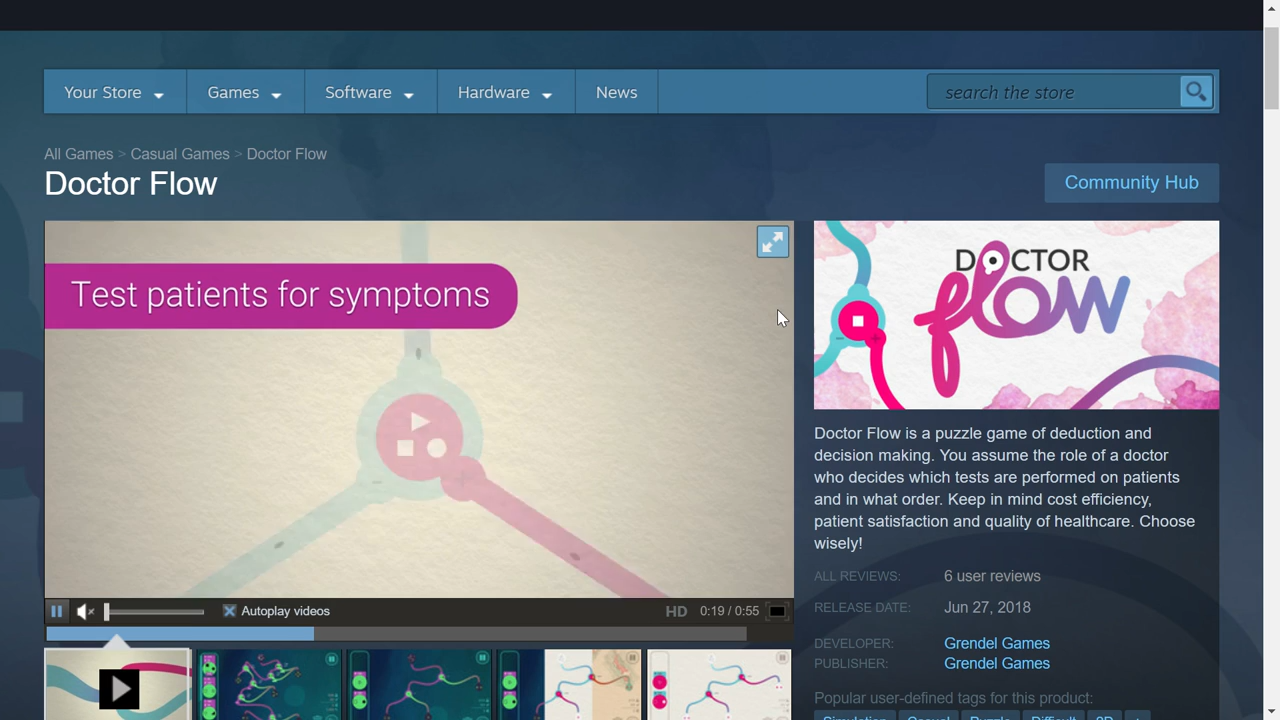 Your Store
Games
Software
Hardware
News
search the store
All Games > Casual Games > Doctor Flow
Doctor Flow
Community Hub
Test patients for symptoms
DOCTOR
flow
Doctor Flow is a puzzle game of deduction and
decision making. You assume the role of a doctor
who decides which tests are performed on patients
and in what order. Keep in mind cost efficiency,
patient satisfaction and quality of healthcare. Choose
wisely!
ALL REVIEWS: 6 user reviews
RELEASE DATE: Jun 27, 2018
DEVELOPER: Grendel Games
PUBLISHER: Grendel Games
Popular user-defined tags for this product:
Simulation Casual Puzzle Difficult 2D +
Autoplay videos
HD 0:19 / 0:55